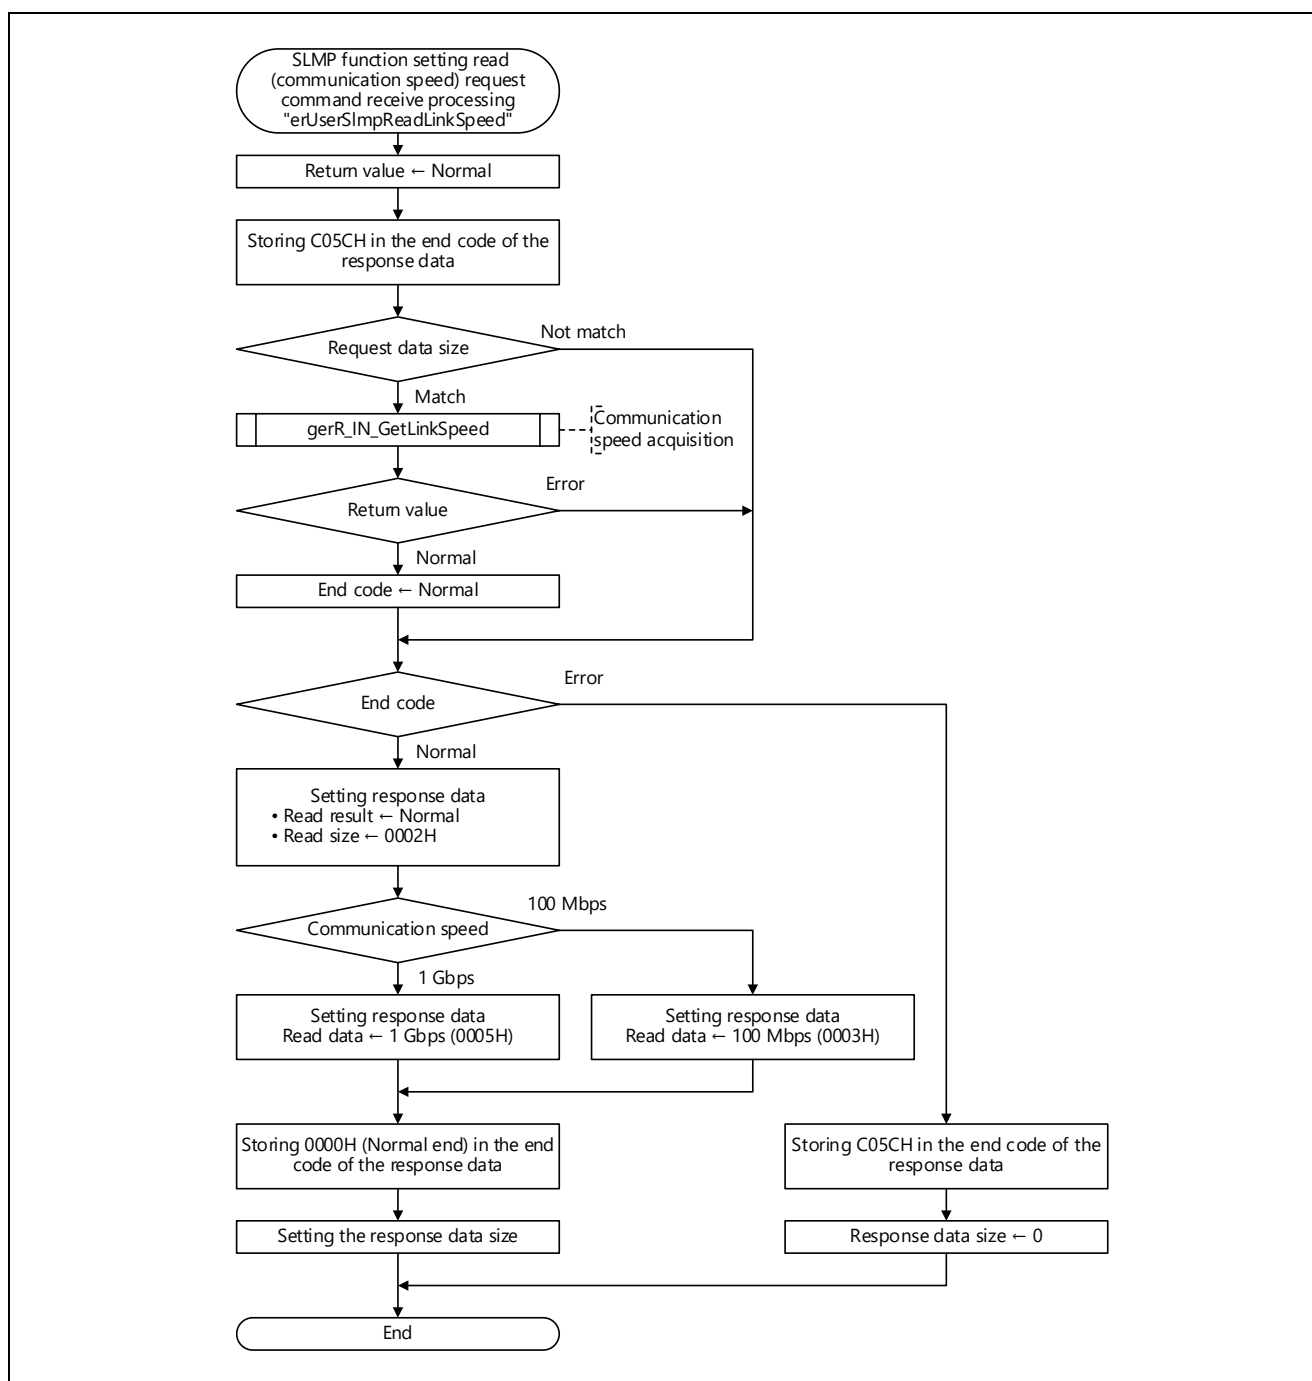 SLMP function setting read
(communication speed) request
command receive processing
"erUserSlmpReadLinkSpeed"
Return value ← Normal
Storing C05CH in the end code of the
response data
Not match
Request data size
Match
gerR_IN_GetLinkSpeed
Communication
speed acquisition
Error
Return value
Normal
End code ← Normal
Error
End code
Normal
Setting response data
• Read result ← Normal
• Read size ← 0002H
100 Mbps
Communication speed
1 Gbps
Setting response data
Read data ← 1 Gbps (0005H)
Setting response data
Read data ← 100 Mbps (0003H)
Storing 0000H (Normal end) in the end
code of the response data
Storing C05CH in the end code of the
response data
Setting the response data size
Response data size ← 0
End